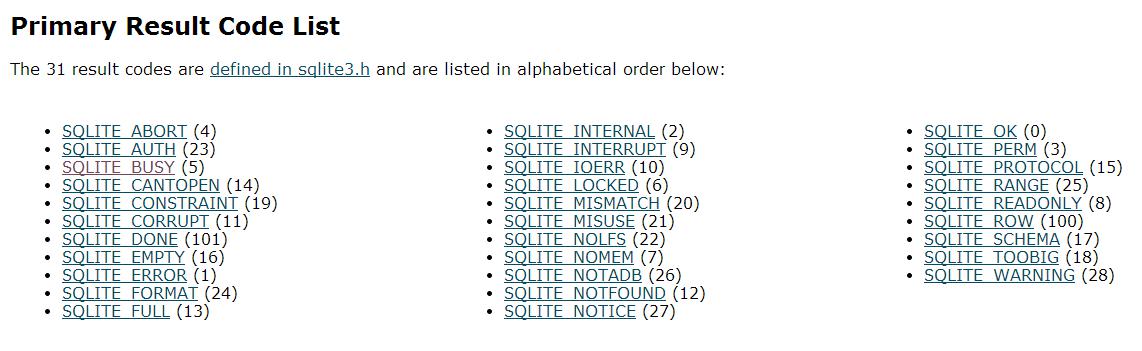 Primary Result Code List
The 31 result codes are defined in sqlite3.h and are listed in alphabetical order below:
• SQLITE_ABORT (4)
• SQLITE_AUTH (23)
• SQLITE_BUSY (5)
• SQLITE_CANTOPEN (14)
• SQLITE_CONSTRAINT (19)
• SQLITE_CORRUPT (11)
• SQLITE_DONE (101)
• SQLITE_EMPTY (16)
• SQLITE_ERROR (1)
• SQLITE_FORMAT (24)
• SQLITE_FULL (13)
• SQLITE_INTERNAL (2)
• SQLITE_INTERRUPT (9)
• SQLITE_IOERR (10)
• SQLITE_LOCKED (6)
• SQLITE_MISMATCH (20)
• SQLITE_MISUSE (21)
• SQLITE_NOLFS (22)
• SQLITE_NOMEM (7)
• SQLITE_NOTADB (26)
• SQLITE_NOTFOUND (12)
• SQLITE_NOTICE (27)
• SQLITE_OK (0)
• SQLITE_PERM (3)
• SQLITE_PROTOCOL (15)
• SQLITE_RANGE (25)
• SQLITE_READONLY (8)
• SQLITE_ROW (100)
• SQLITE_SCHEMA (17)
• SQLITE_TOOBIG (18)
• SQLITE_WARNING (28)